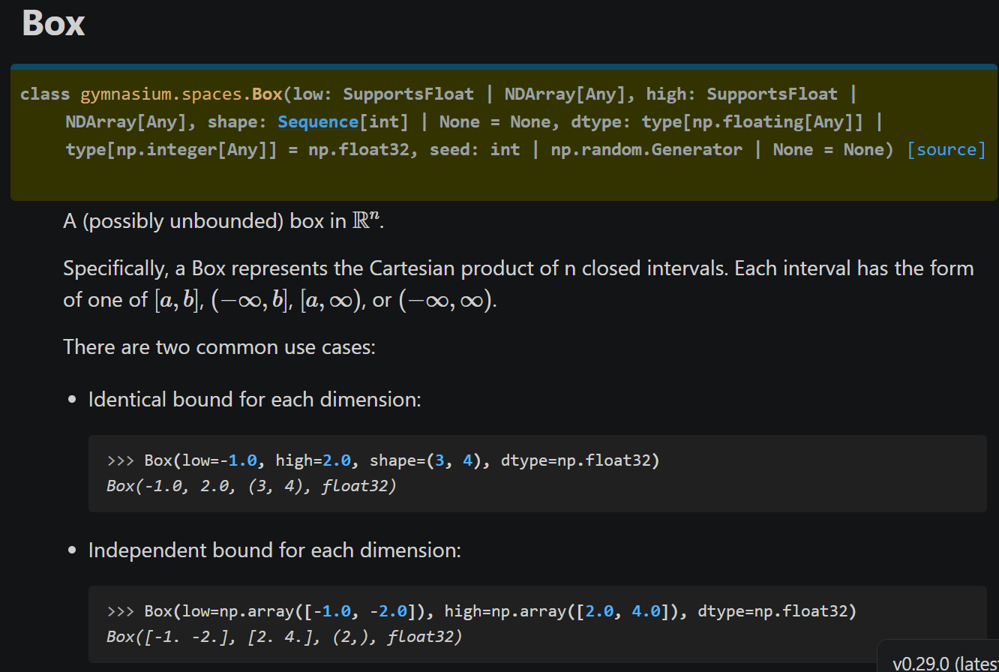 Box
class gymnasium.spaces.Box(low: SupportsFloat | NDArray[Any], high: SupportsFloat |
NDArray[Any], shape: Sequence[int] | None = None, dtype: type[np.floating[Any]] |
type[np.integer[Any]] = np.float32, seed: int | np.random.Generator | None = None) [source]
A (possibly unbounded) box in ℝⁿ.
Specifically, a Box represents the Cartesian product of n closed intervals. Each interval has the form
of one of [a, b], (−∞, b], [a, ∞), or (−∞, ∞).
There are two common use cases:
• Identical bound for each dimension:
>>> Box(low=-1.0, high=2.0, shape=(3, 4), dtype=np.float32)
Box(-1.0, 2.0, (3, 4), float32)
• Independent bound for each dimension:
>>> Box(low=np.array([-1.0, -2.0]), high=np.array([2.0, 4.0]), dtype=np.float32)
Box([-1. -2.], [2. 4.], (2,), float32)
v0.29.0 (latest